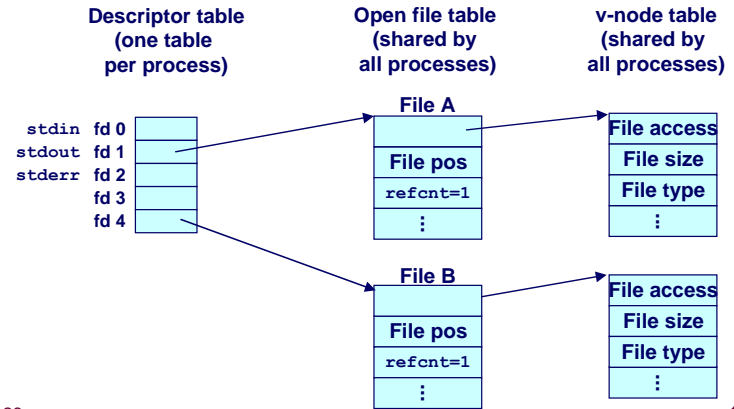 Descriptor table
(one table
per process)
Open file table
(shared by
all processes)
v-node table
(shared by
all processes)
stdin fd 0
stdout fd 1
stderr fd 2
fd 3
fd 4
File A
File pos
refcnt=1
⋮
File access
File size
File type
⋮
File B
File pos
refcnt=1
⋮
File access
File size
File type
⋮